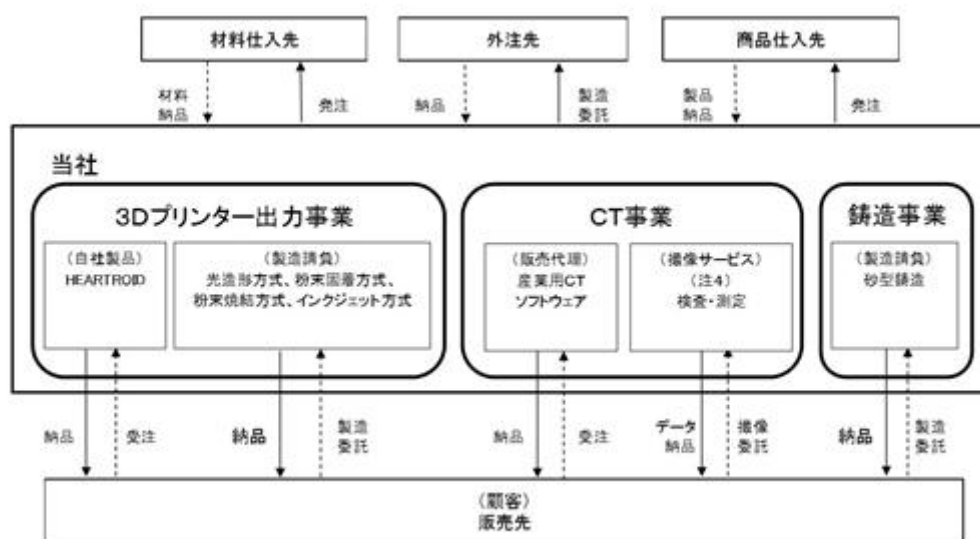 材料仕入先
外注先
商品仕入先
材料
納品
発注
納品
製造
委託
製品
納品
発注
当社
3Dプリンター出力事業
CT事業
鋳造事業
(自社製品)
HEARTROID
(製造請負)
光造形方式、粉末固着方式、
粉末焼結方式、インクジェット方式
(販売代理)
産業用CT
ソフトウェア
(撮像サービス)
(注4)
検査・測定
(製造請負)
砂型鋳造
納品
受注
納品
製造
委託
納品
受注
データ
納品
撮像
委託
納品
製造
委託
(顧客)
販売先